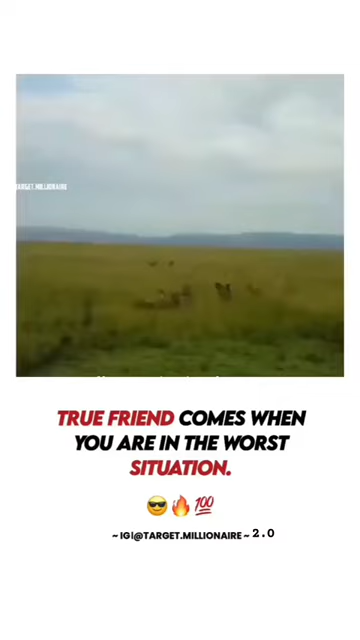 TARGET.MILLIONAIRE
TRUE FRIEND COMES WHEN
YOU ARE IN THE WORST
SITUATION.
😎🔥💯
~ IG|@TARGET.MILLIONAIRE ~ 2.0